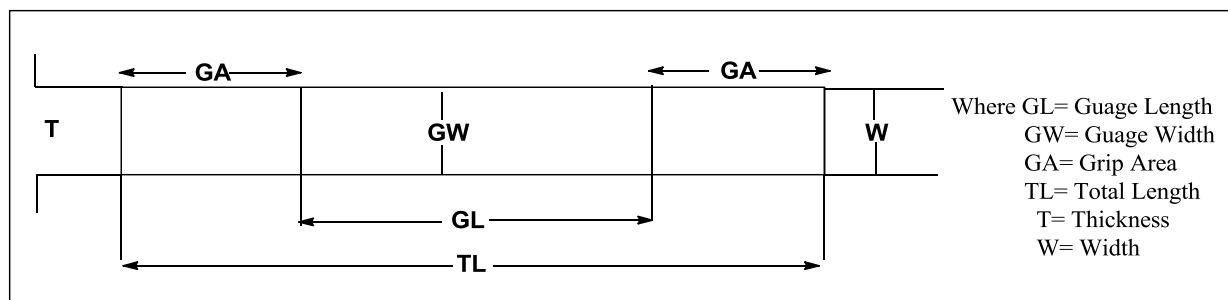 GA
GA
T
GW
W
GL
TL
Where GL= Guage Length
GW= Guage Width
GA= Grip Area
TL= Total Length
T= Thickness
W= Width